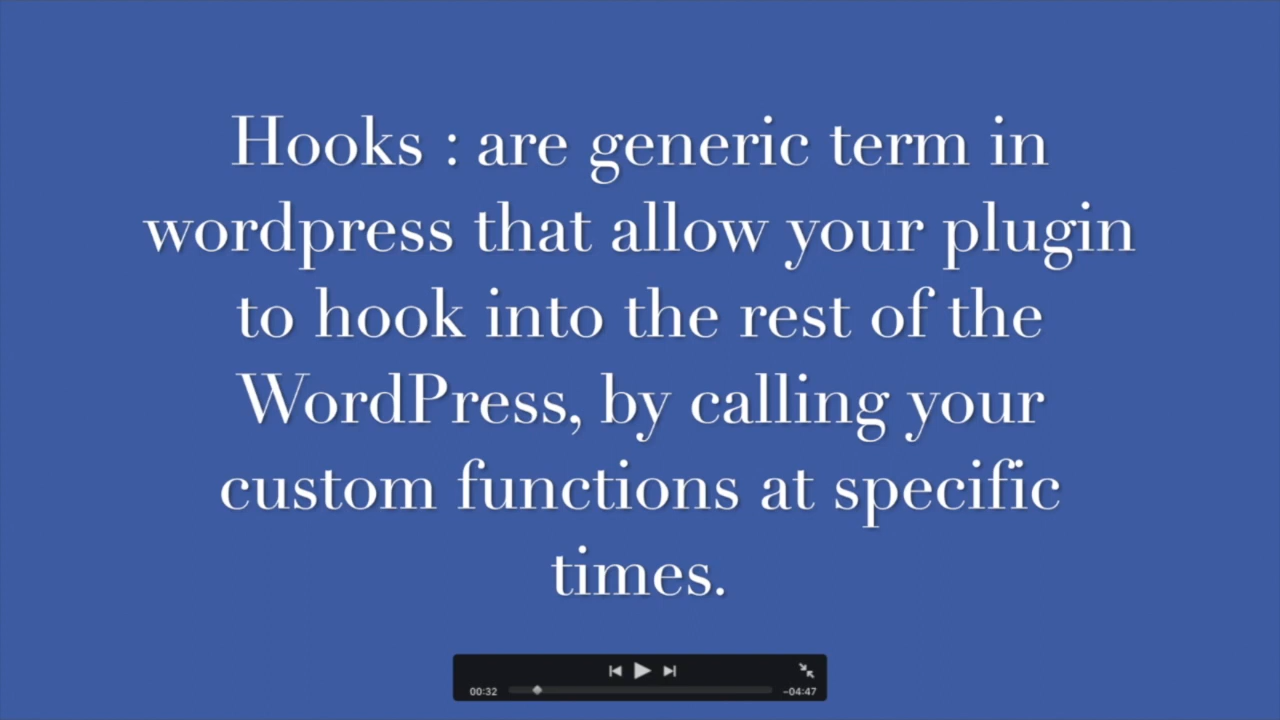 Hooks : are generic term in
wordpress that allow your plugin
to hook into the rest of the
WordPress, by calling your
custom functions at specific
times.
00:32
-04:47